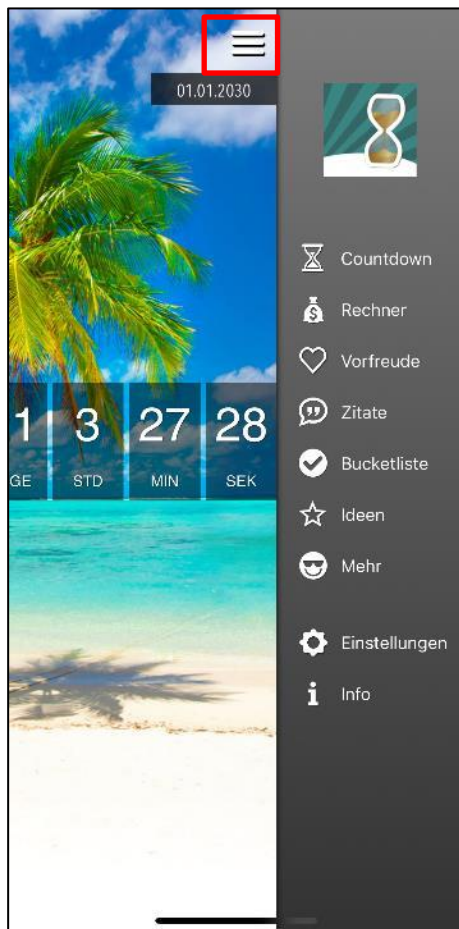 01.01.2030
1 3 27 28
GE STD MIN SEK
Countdown
Rechner
Vorfreude
Zitate
Bucketliste
Ideen
Mehr
Einstellungen
Info